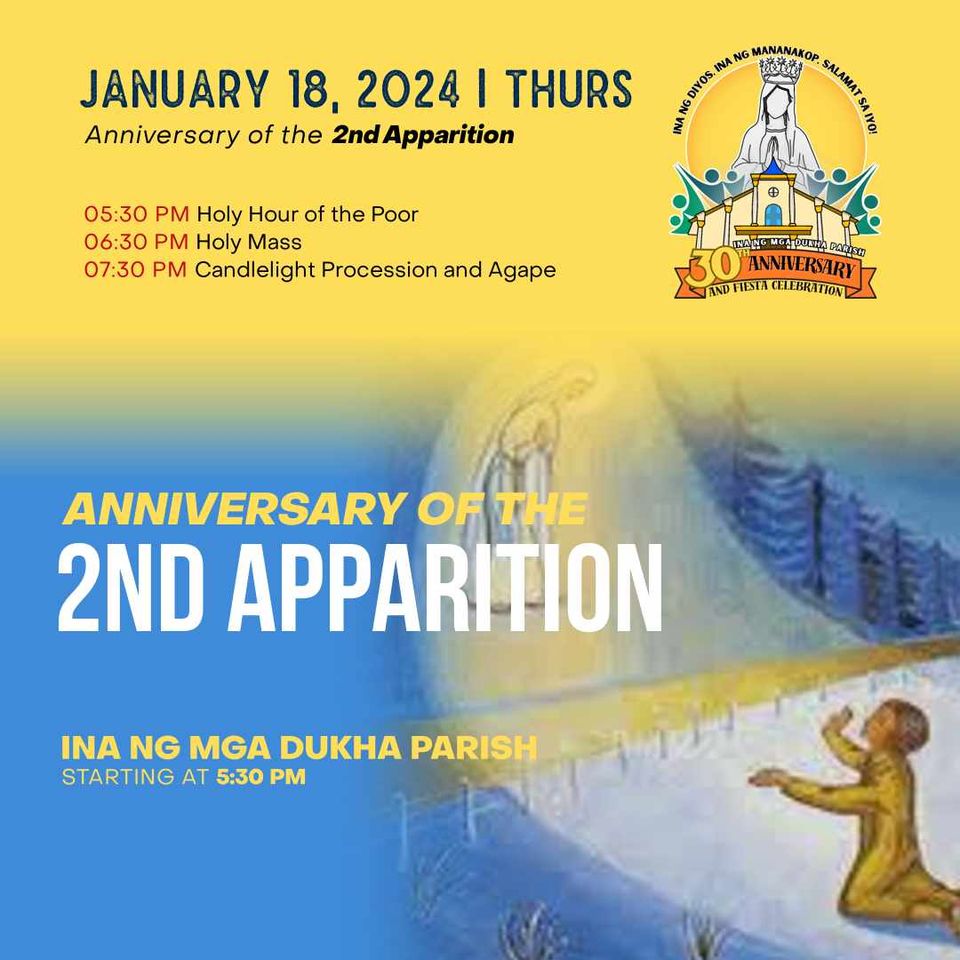 JANUARY 18, 2024 | THURS
Anniversary of the 2nd Apparition
05:30 PM Holy Hour of the Poor
06:30 PM Holy Mass
07:30 PM Candlelight Procession and Agape
INA NG DIYOS. INA NG MANANAKOP. SALAMAT SA IYO!
INA NG MGA DUKHA PARISH
30TH ANNIVERSARY
AND FIESTA CELEBRATION
ANNIVERSARY OF THE
2ND APPARITION
INA NG MGA DUKHA PARISH
STARTING AT 5:30 PM